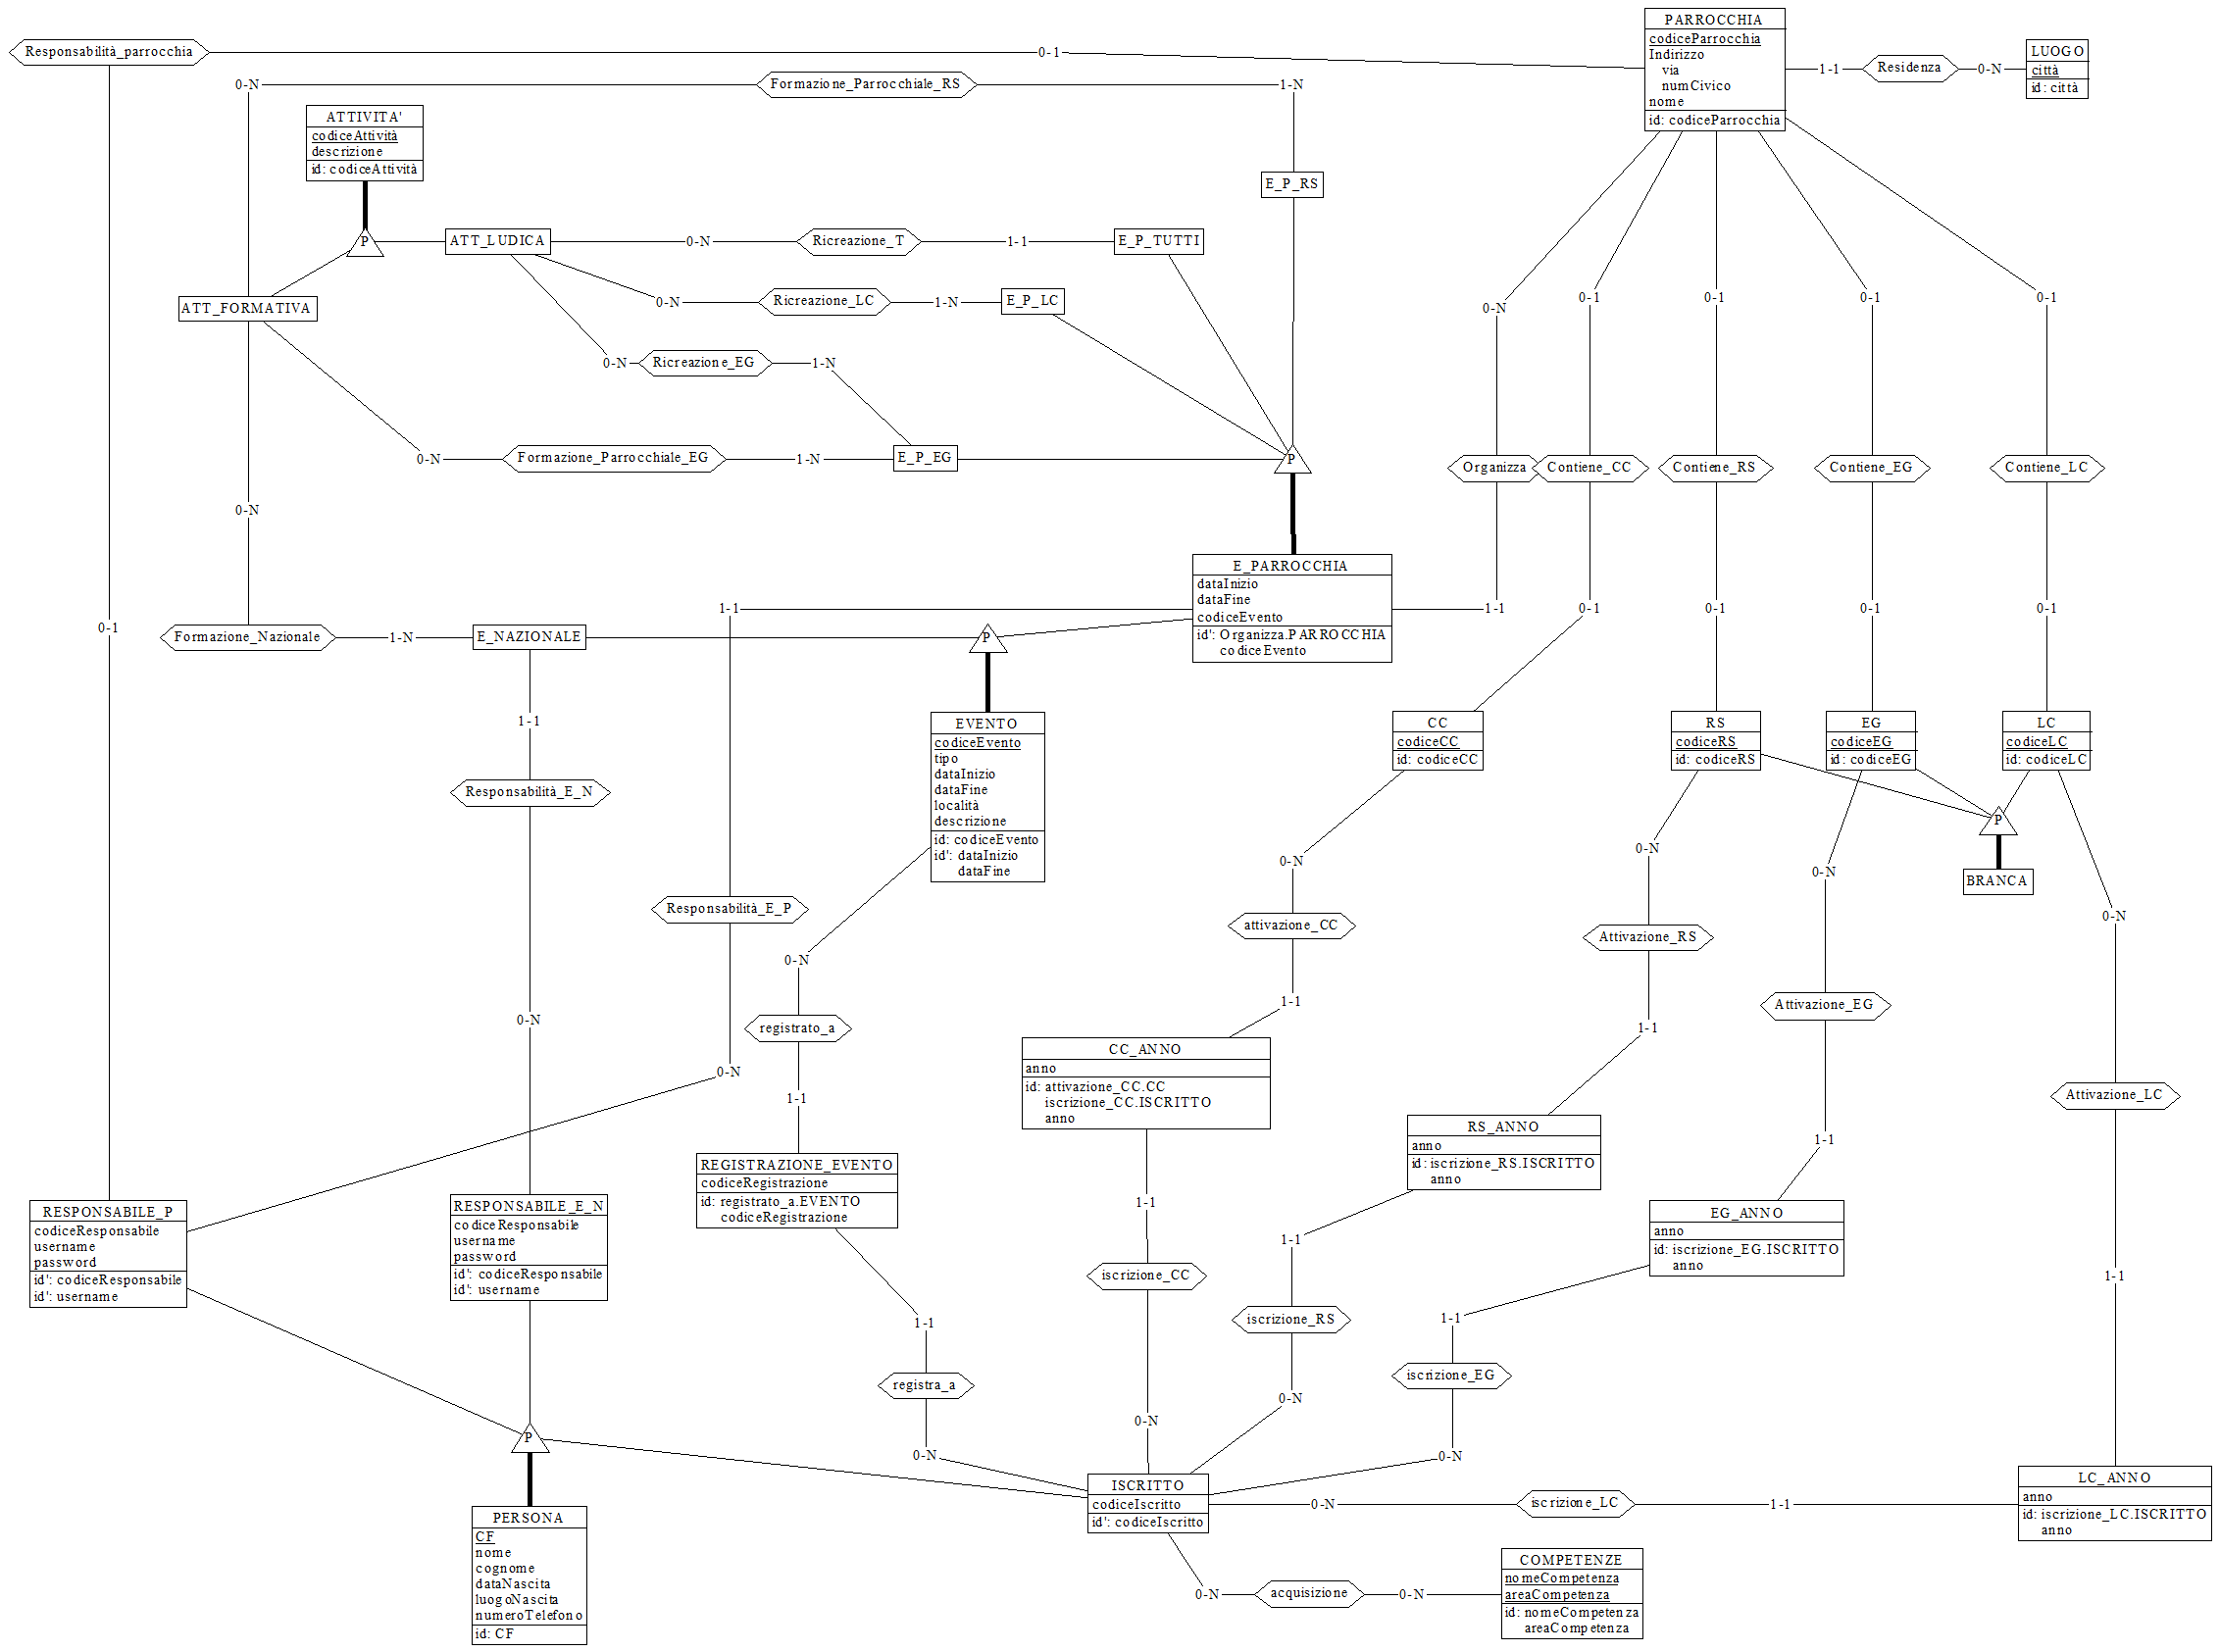 PARROCCHIA
codiceParrocchia
Indirizzo
via
numCivico
nome
id: codiceParrocchia
1-1
Residenza
0-N
LUOGO
città
id: città
Responsabilità_parrocchia
0-1
0-N
Formazione_Parrocchiale_RS
1-N
ATTIVITA'
codiceAttività
descrizione
id: codiceAttività
P
E_P_RS
ATT_LUDICA
0-N
Ricreazione_T
1-1
E_P_TUTTI
ATT_FORMATIVA
0-N
Ricreazione_LC
1-N
E_P_LC
0-N
0-1
0-1
0-1
0-1
0-N
Ricreazione_EG
1-N
0-N
Formazione_Parrocchiale_EG
1-N
E_P_EG
P
Organizza
Contiene_CC
Contiene_RS
Contiene_EG
Contiene_LC
0-N
E_PARROCCHIA
dataInizio
dataFine
codiceEvento
id': Organizza.PARROCCHIA
codiceEvento
1-1
1-1
0-1
0-1
0-1
0-1
0-1
Formazione_Nazionale
1-N
E_NAZIONALE
P
1-1
EVENTO
codiceEvento
tipo
dataInizio
dataFine
località
descrizione
id: codiceEvento
id': dataInizio
dataFine
CC
codiceCC
id: codiceCC
RS
codiceRS
id: codiceRS
EG
codiceEG
id: codiceEG
LC
codiceLC
id: codiceLC
Responsabilità_E_N
P
BRANCA
0-N
0-N
0-N
0-N
Responsabilità_E_P
attivazione_CC
Attivazione_RS
0-N
Attivazione_EG
0-N
registrato_a
1-1
1-1
CC_ANNO
anno
id: attivazione_CC.CC
iscrizione_CC.ISCRITTO
anno
0-N
1-1
Attivazione_LC
RS_ANNO
anno
id: iscrizione_RS.ISCRITTO
anno
1-1
REGISTRAZIONE_EVENTO
codiceRegistrazione
id: registrato_a.EVENTO
codiceRegistrazione
RESPONSABILE_P
codiceResponsabile
username
password
id': codiceResponsabile
id': username
RESPONSABILE_E_N
codiceResponsabile
username
password
id': codiceResponsabile
id': username
1-1
1-1
EG_ANNO
anno
id: iscrizione_EG.ISCRITTO
anno
1-1
iscrizione_CC
1-1
iscrizione_RS
1-1
iscrizione_EG
registra_a
0-N
0-N
0-N
0-N
P
ISCRITTO
codiceIscritto
id': codiceIscritto
0-N
iscrizione_LC
1-1
LC_ANNO
anno
id: iscrizione_LC.ISCRITTO
anno
PERSONA
CF
nome
cognome
dataNascita
luogoNascita
numeroTelefono
id: CF
0-N
acquisizione
0-N
COMPETENZE
nomeCompetenza
areaCompetenza
id: nomeCompetenza
areaCompetenza